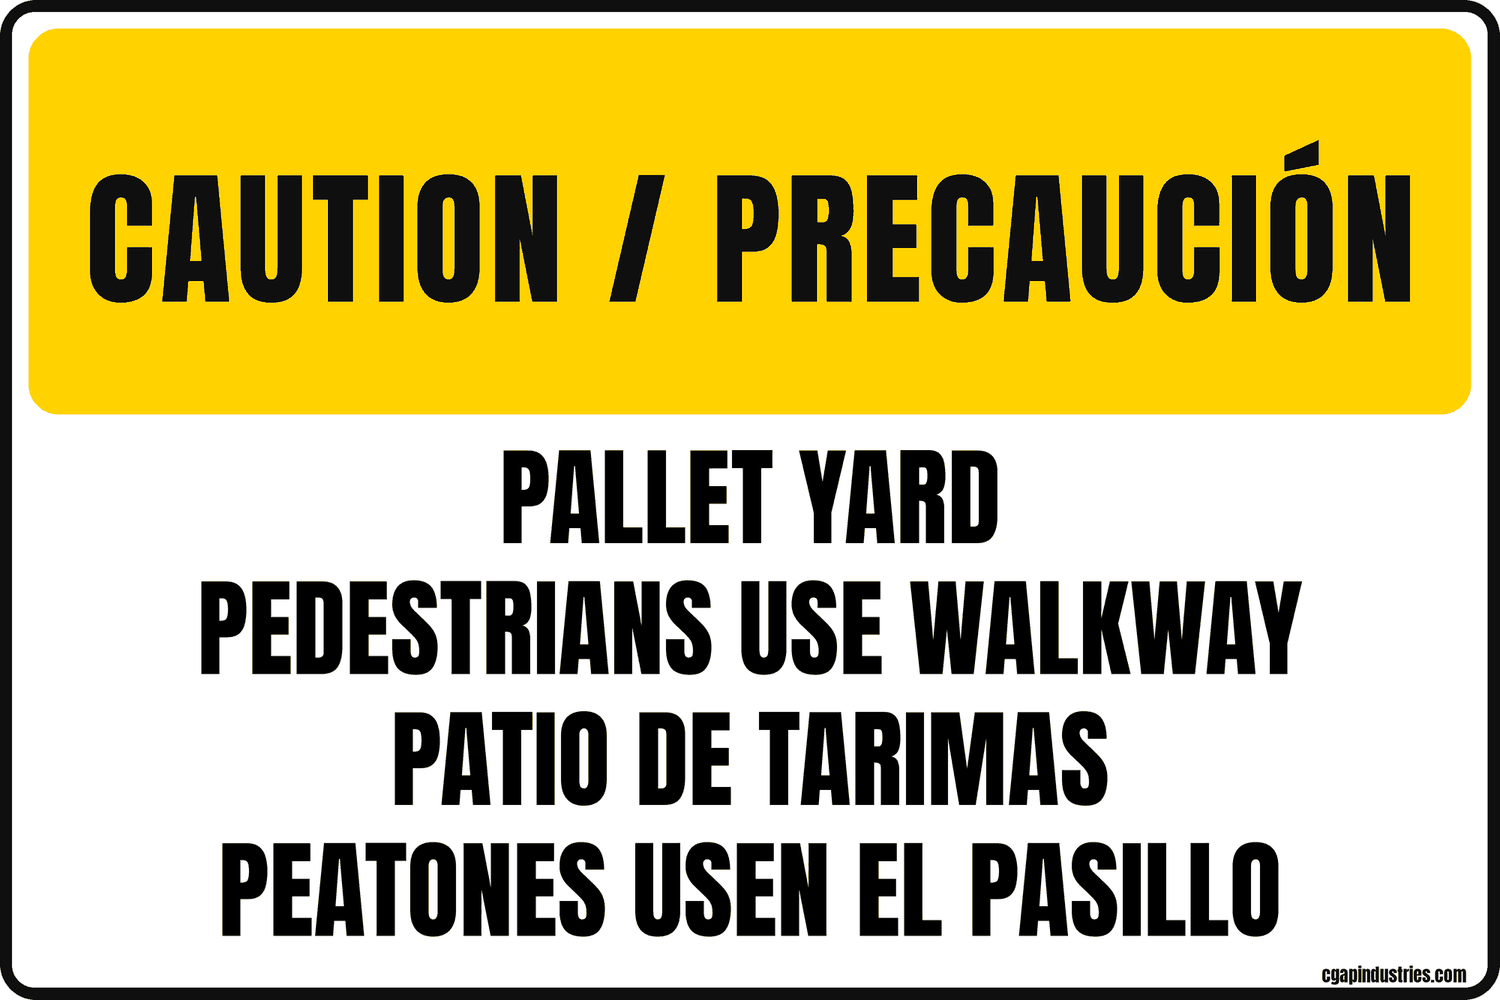 CAUTION / PRECAUCIÓN
PALLET YARD
PEDESTRIANS USE WALKWAY
PATIO DE TARIMAS
PEATONES USEN EL PASILLO
cgapindustries.com